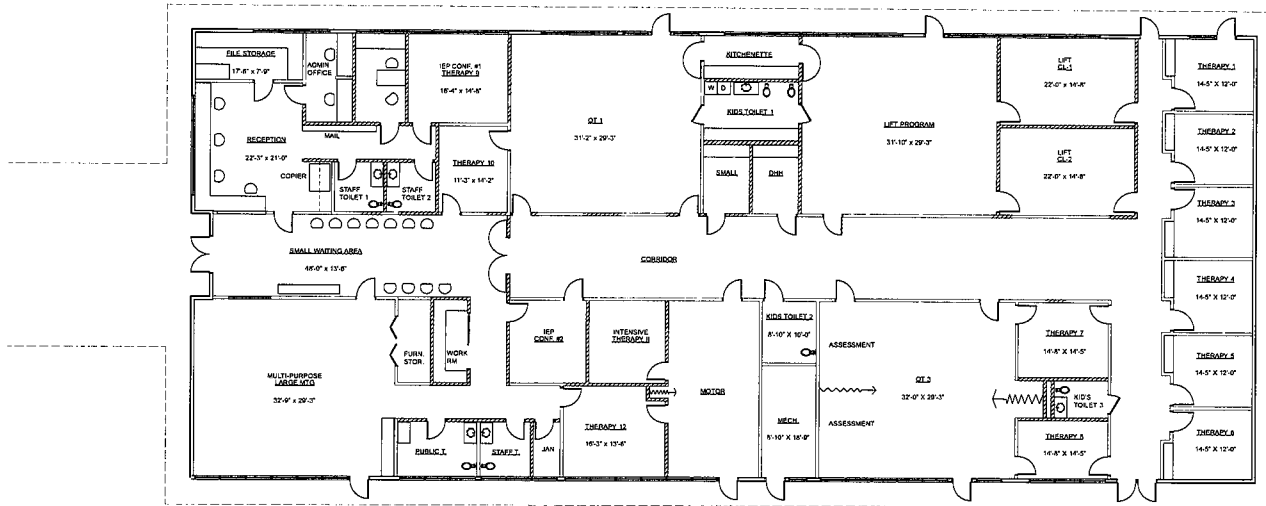 FILE STORAGE
17'-8" x 7'-9"
ADMIN
OFFICE
IEP CONF. #1
THERAPY 9
16'-4" x 14'-8"
OT 1
31'-2" x 29'-3"
KITCHENETTE
W D
KIDS TOILET 1
SMALL
DHH
LIFT PROGRAM
31'-10" x 29'-3"
LIFT
CL-1
22'-0" x 14'-8"
LIFT
CL-2
22'-0" x 14'-8"
THERAPY 1
14'-5" X 12'-0"
THERAPY 2
14'-5" X 12'-0"
THERAPY 3
14'-5" X 12'-0"
THERAPY 4
14'-5" X 12'-0"
THERAPY 5
14'-5" X 12'-0"
THERAPY 6
14'-5" X 12'-0"
RECEPTION
22'-3" x 21'-0"
MAIL
COPIER
STAFF
TOILET 1
STAFF
TOILET 2
THERAPY 10
11'-3" x 14'-2"
SMALL WAITING AREA
48'-0" x 13'-6"
CORRIDOR
MULTI-PURPOSE
LARGE MTG
32'-9" x 29'-3"
FURN.
STOR.
WORK
RM
IEP
CONF. #2
INTENSIVE
THERAPY 11
MOTOR
KIDS TOILET 2
8'-10" X 10'-0"
MECH.
8'-10" X 18'-9"
ASSESSMENT
ASSESSMENT
OT 3
32'-0" X 29'-3"
THERAPY 7
14'-8" X 14'-5"
KID'S
TOILET 3
THERAPY 8
14'-8" X 14'-5"
PUBLIC T.
STAFF T.
JAN
THERAPY 12
16'-3" x 13'-6"